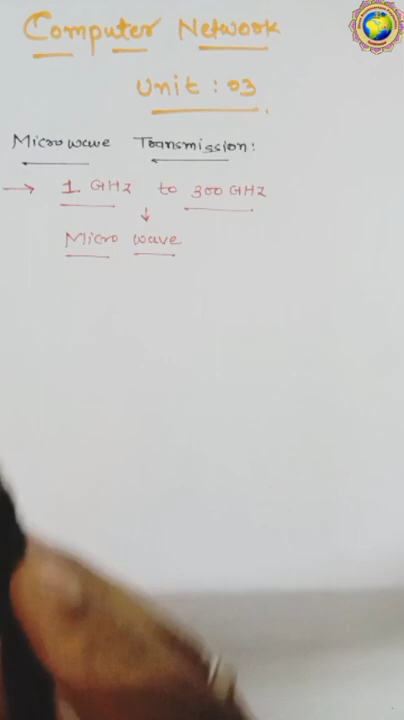 Computer Network
Unit : 03
Microwave Transmission:
→ 1 GHz to 300 GHz
↓
Micro wave